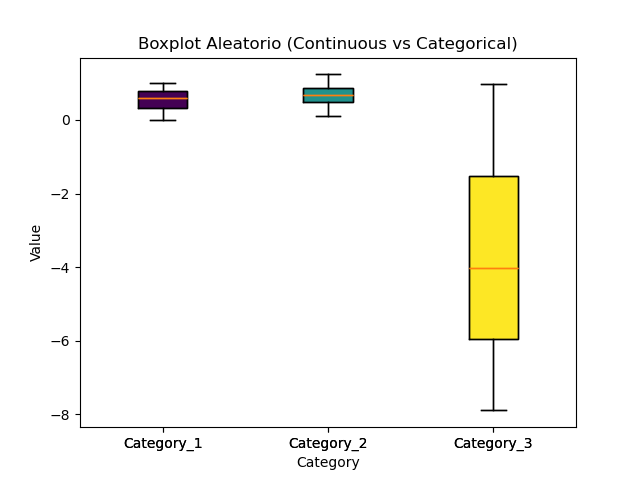 Boxplot Aleatorio (Continuous vs Categorical)
Value
0
−2
−4
−6
−8
Category_1
Category_2
Category_3
Category